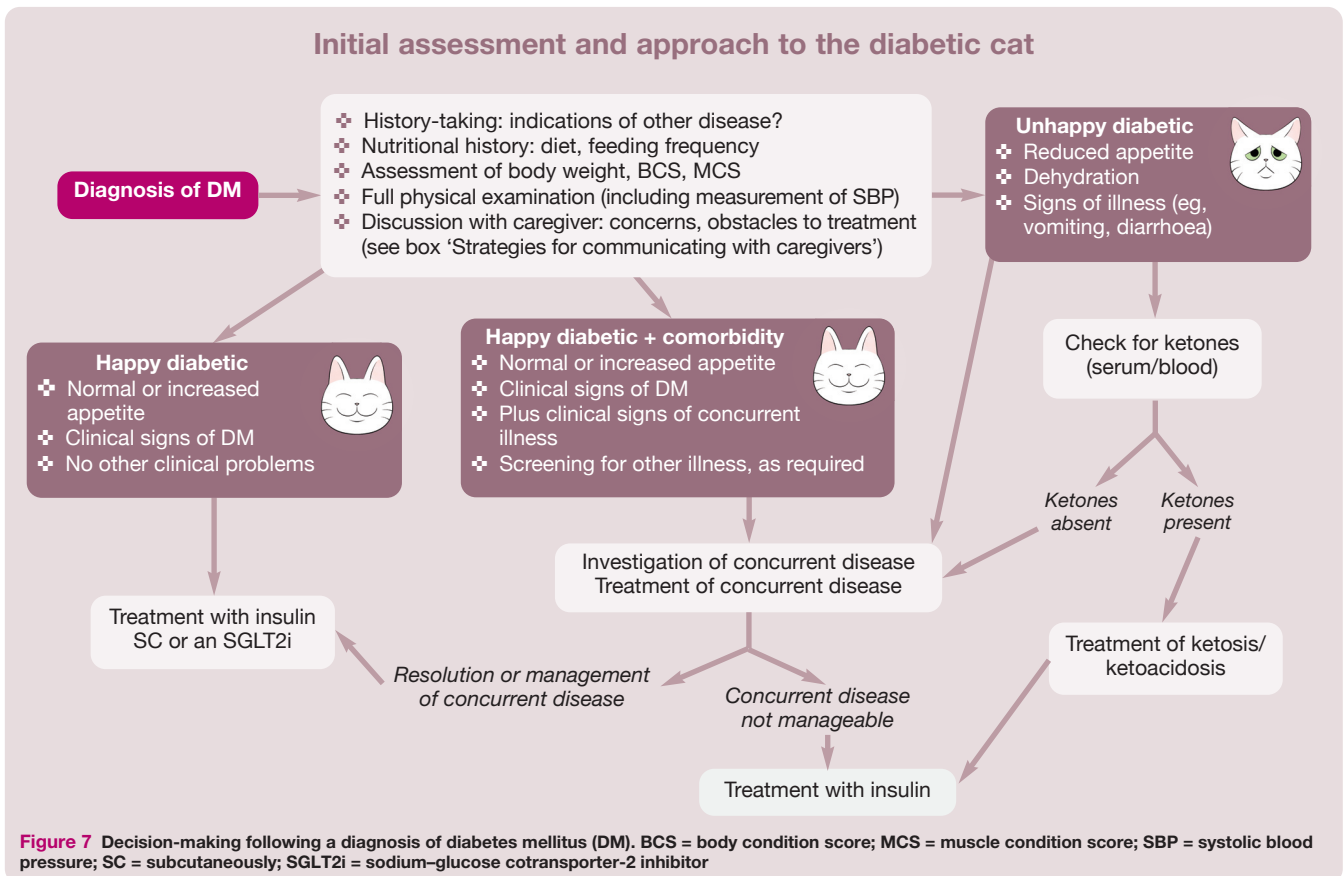 Initial assessment and approach to the diabetic cat
Diagnosis of DM
History-taking: indications of other disease?
Nutritional history: diet, feeding frequency
Assessment of body weight, BCS, MCS
Full physical examination (including measurement of SBP)
Discussion with caregiver: concerns, obstacles to treatment
(see box ‘Strategies for communicating with caregivers’)
Unhappy diabetic
Reduced appetite
Dehydration
Signs of illness (eg,
vomiting, diarrhoea)
Happy diabetic
Normal or increased
appetite
Clinical signs of DM
No other clinical problems
Happy diabetic + comorbidity
Normal or increased appetite
Clinical signs of DM
Plus clinical signs of concurrent
illness
Screening for other illness, as required
Check for ketones
(serum/blood)
Ketones
absent
Ketones
present
Investigation of concurrent disease
Treatment of concurrent disease
Treatment with insulin
SC or an SGLT2i
Resolution or management
of concurrent disease
Concurrent disease
not manageable
Treatment of ketosis/
ketoacidosis
Treatment with insulin
Figure 7 Decision-making following a diagnosis of diabetes mellitus (DM). BCS = body condition score; MCS = muscle condition score; SBP = systolic blood
pressure; SC = subcutaneously; SGLT2i = sodium–glucose cotransporter-2 inhibitor